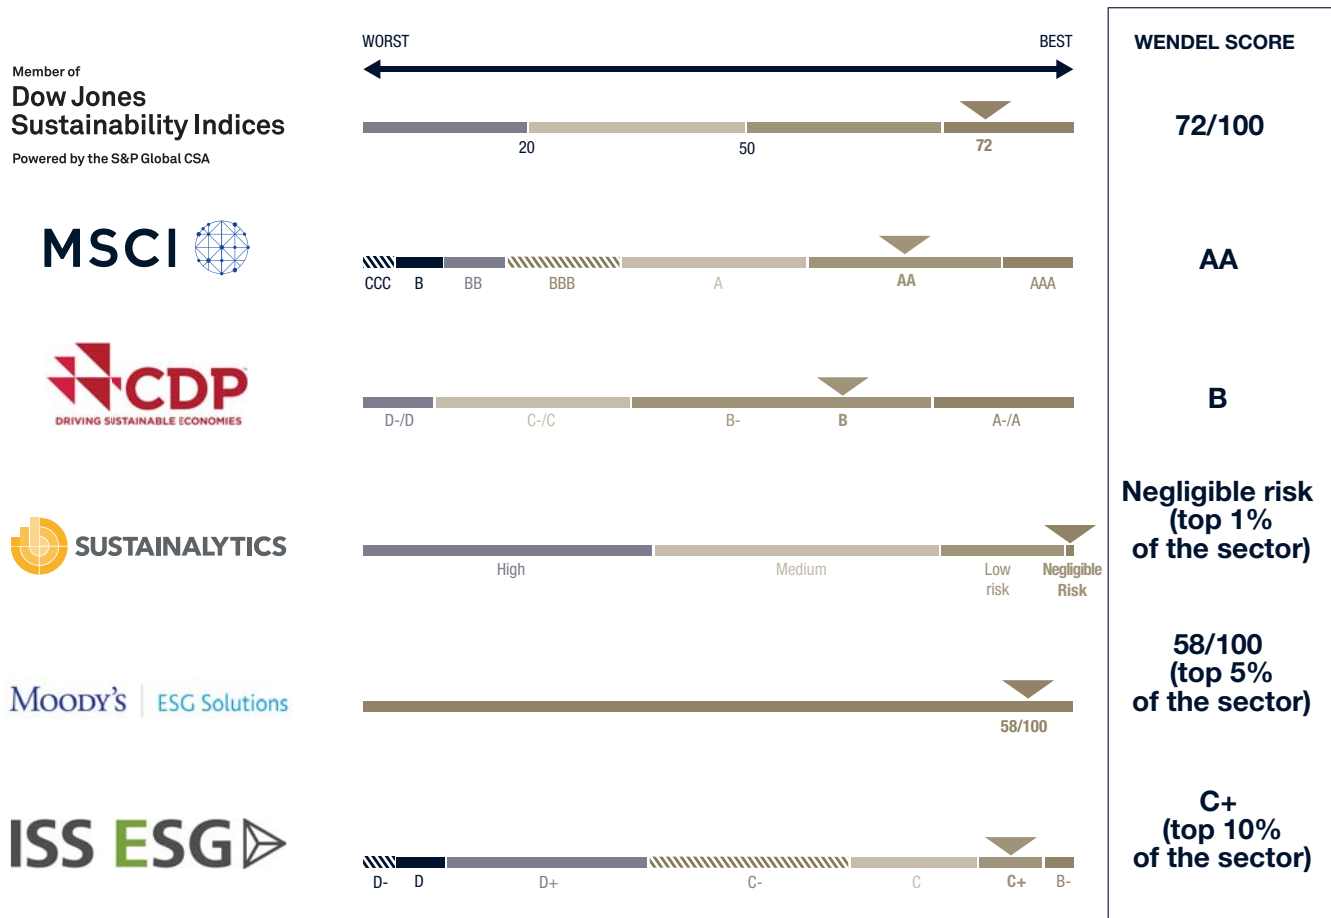 WORST
BEST
WENDEL SCORE
Member of
Dow Jones
Sustainability Indices
Powered by the S&P Global CSA
20
50
72
72/100
MSCI
CCC
B
BB
BBB
A
AA
AAA
AA
CDP
DRIVING SUSTAINABLE ECONOMIES
D-/D
C-/C
B-
B
A-/A
B
SUSTAINALYTICS
High
Medium
Low
risk
Negligible
Risk
Negligible risk
(top 1%
of the sector)
MOODY'S
ESG Solutions
58/100
58/100
(top 5%
of the sector)
ISS ESG
D-
D
D+
C-
C
C+
B-
C+
(top 10%
of the sector)